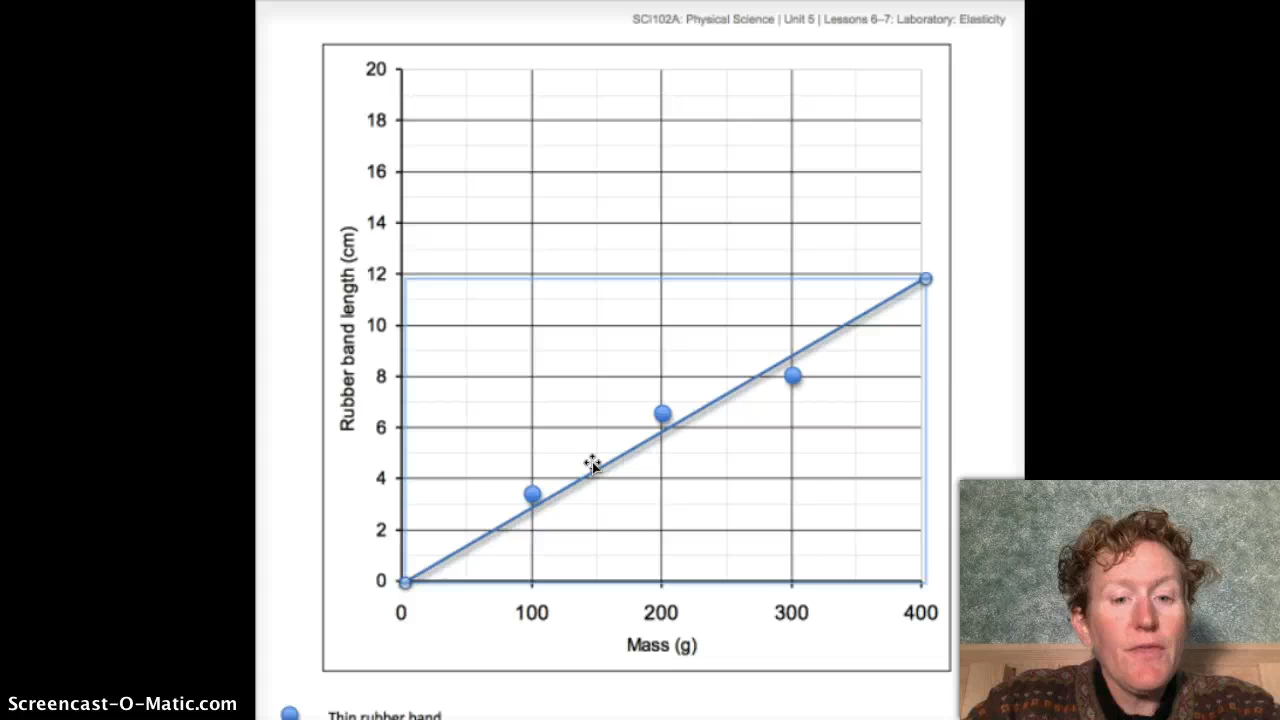 SCI102A: Physical Science | Unit 5 | Lessons 6–7: Laboratory: Elasticity
20
18
16
14
12
10
8
6
4
2
0
Rubber band length (cm)
0 100 200 300 400
Mass (g)
Thin rubber band
Screencast-O-Matic.com